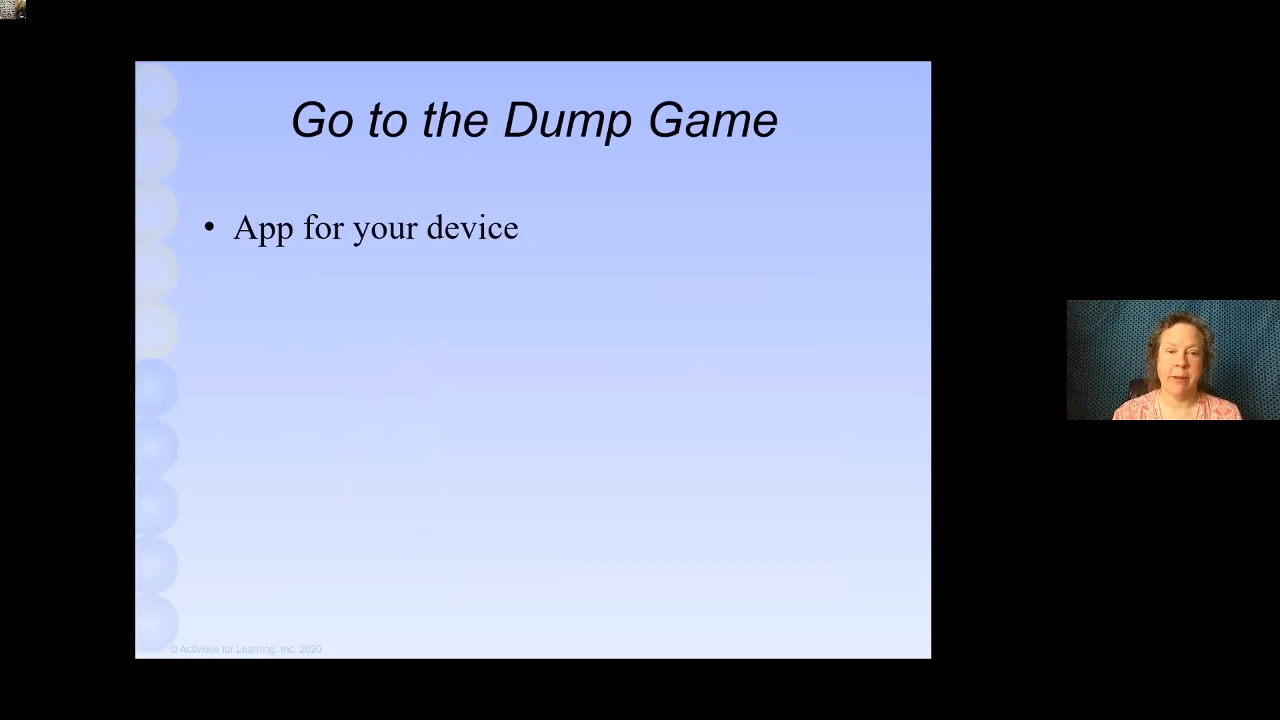 Go to the Dump Game
• App for your device
© Activities for Learning, Inc. 2020